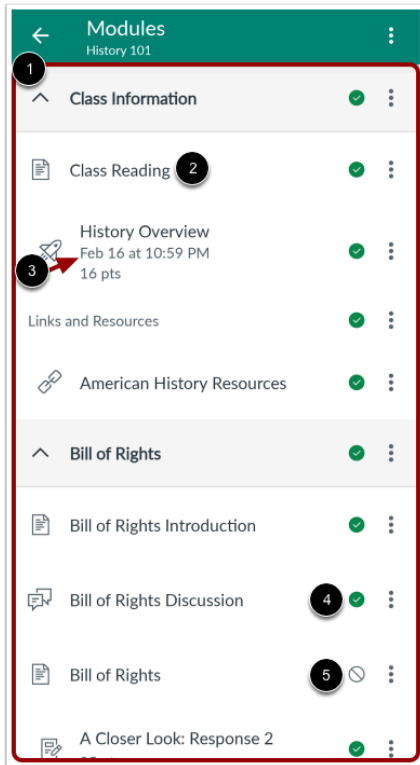 Modules
History 101
1
Class Information
Class Reading 2
History Overview
Feb 16 at 10:59 PM
3
16 pts
Links and Resources
American History Resources
Bill of Rights
Bill of Rights Introduction
Bill of Rights Discussion 4
Bill of Rights 5
A Closer Look: Response 2